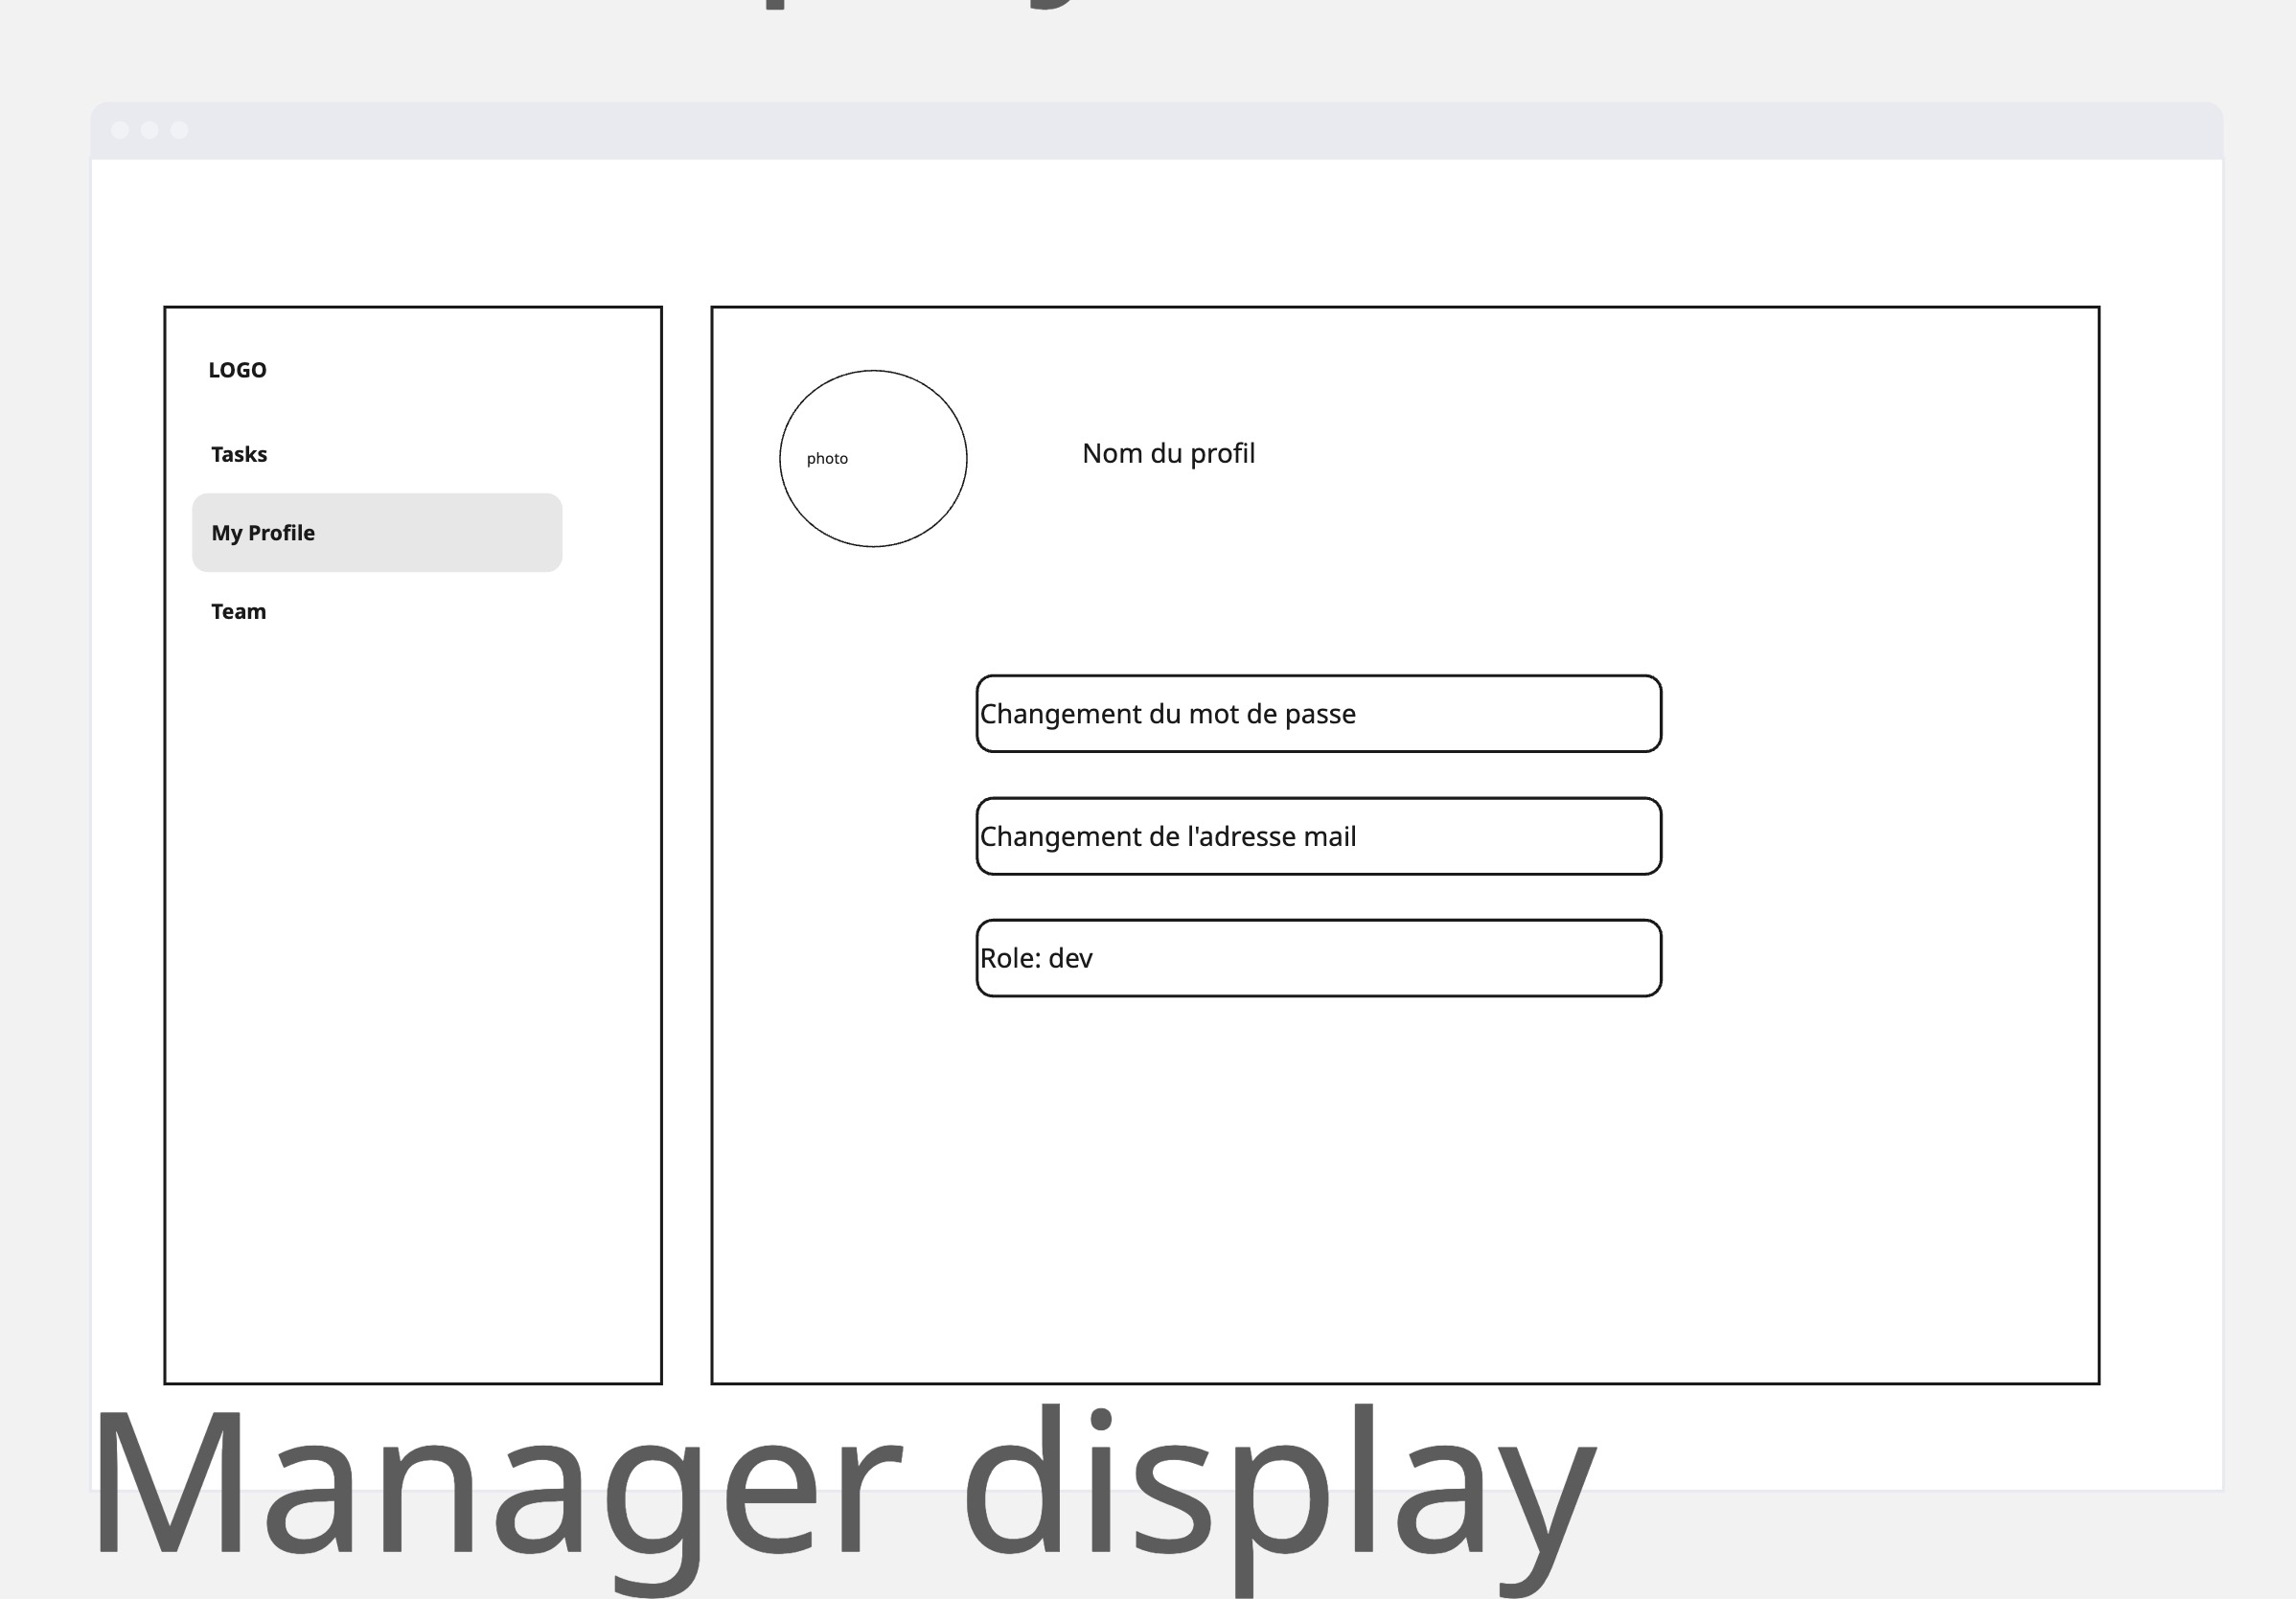 LOGO
Tasks
My Profile
Team
photo
Nom du profil
Changement du mot de passe
Changement de l'adresse mail
Role: dev
Manager display